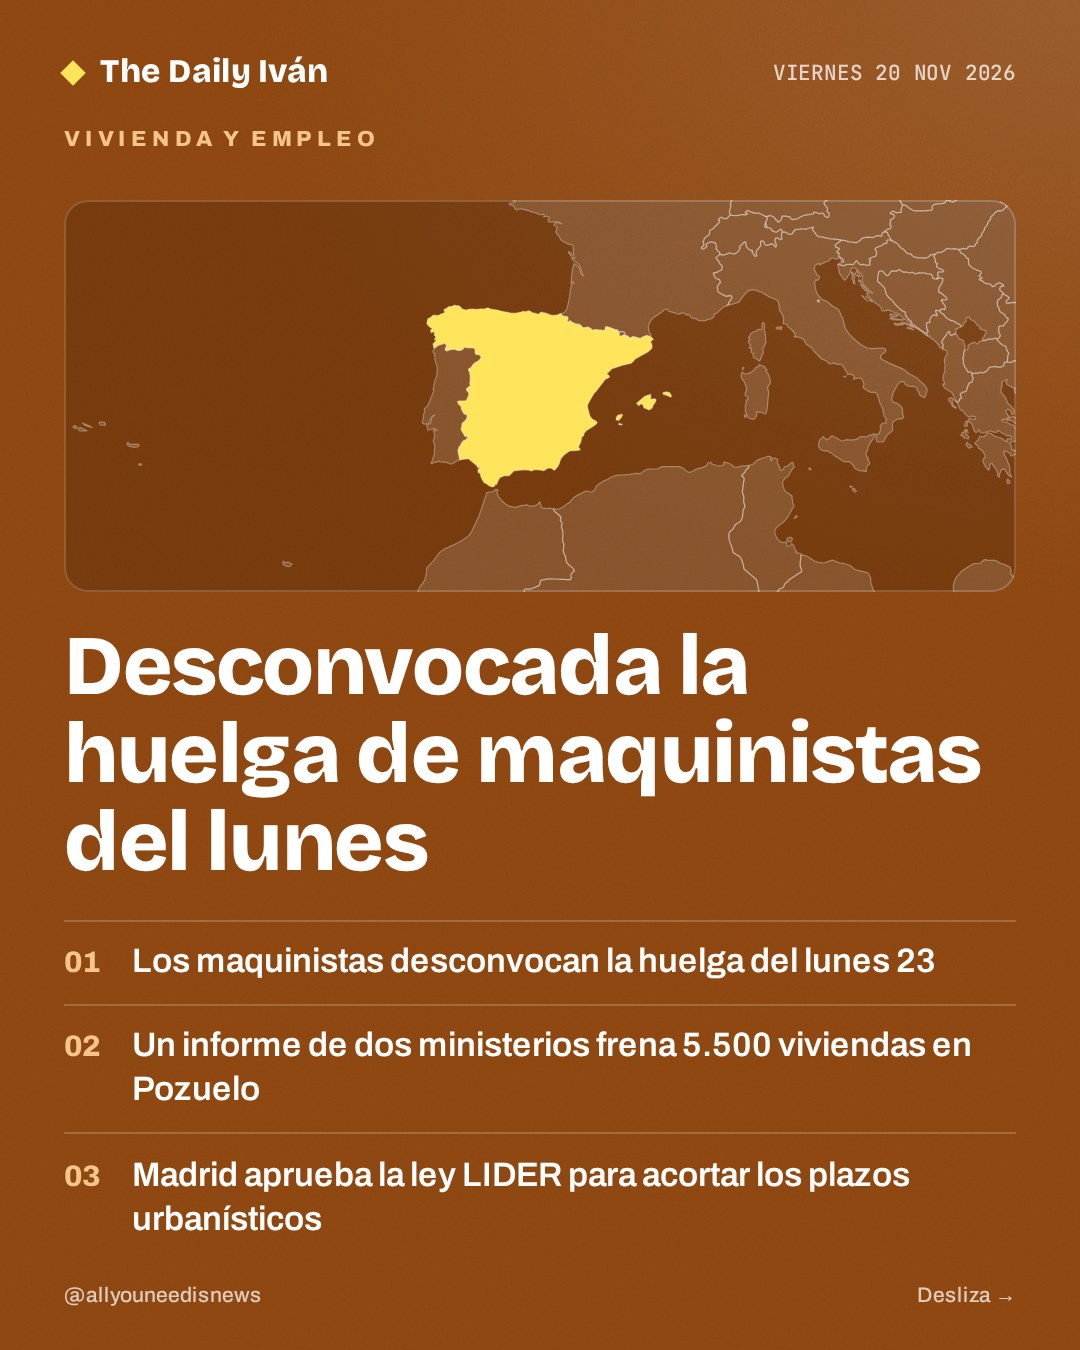 The Daily Iván
VIERNES 20 NOV 2026
VIVIENDA Y EMPLEO
Desconvocada la
huelga de maquinistas
del lunes
01 Los maquinistas desconvocan la huelga del lunes 23
02 Un informe de dos ministerios frena 5.500 viviendas en
Pozuelo
03 Madrid aprueba la ley LIDER para acortar los plazos
urbanísticos
@allyouneedisnews
Desliza →